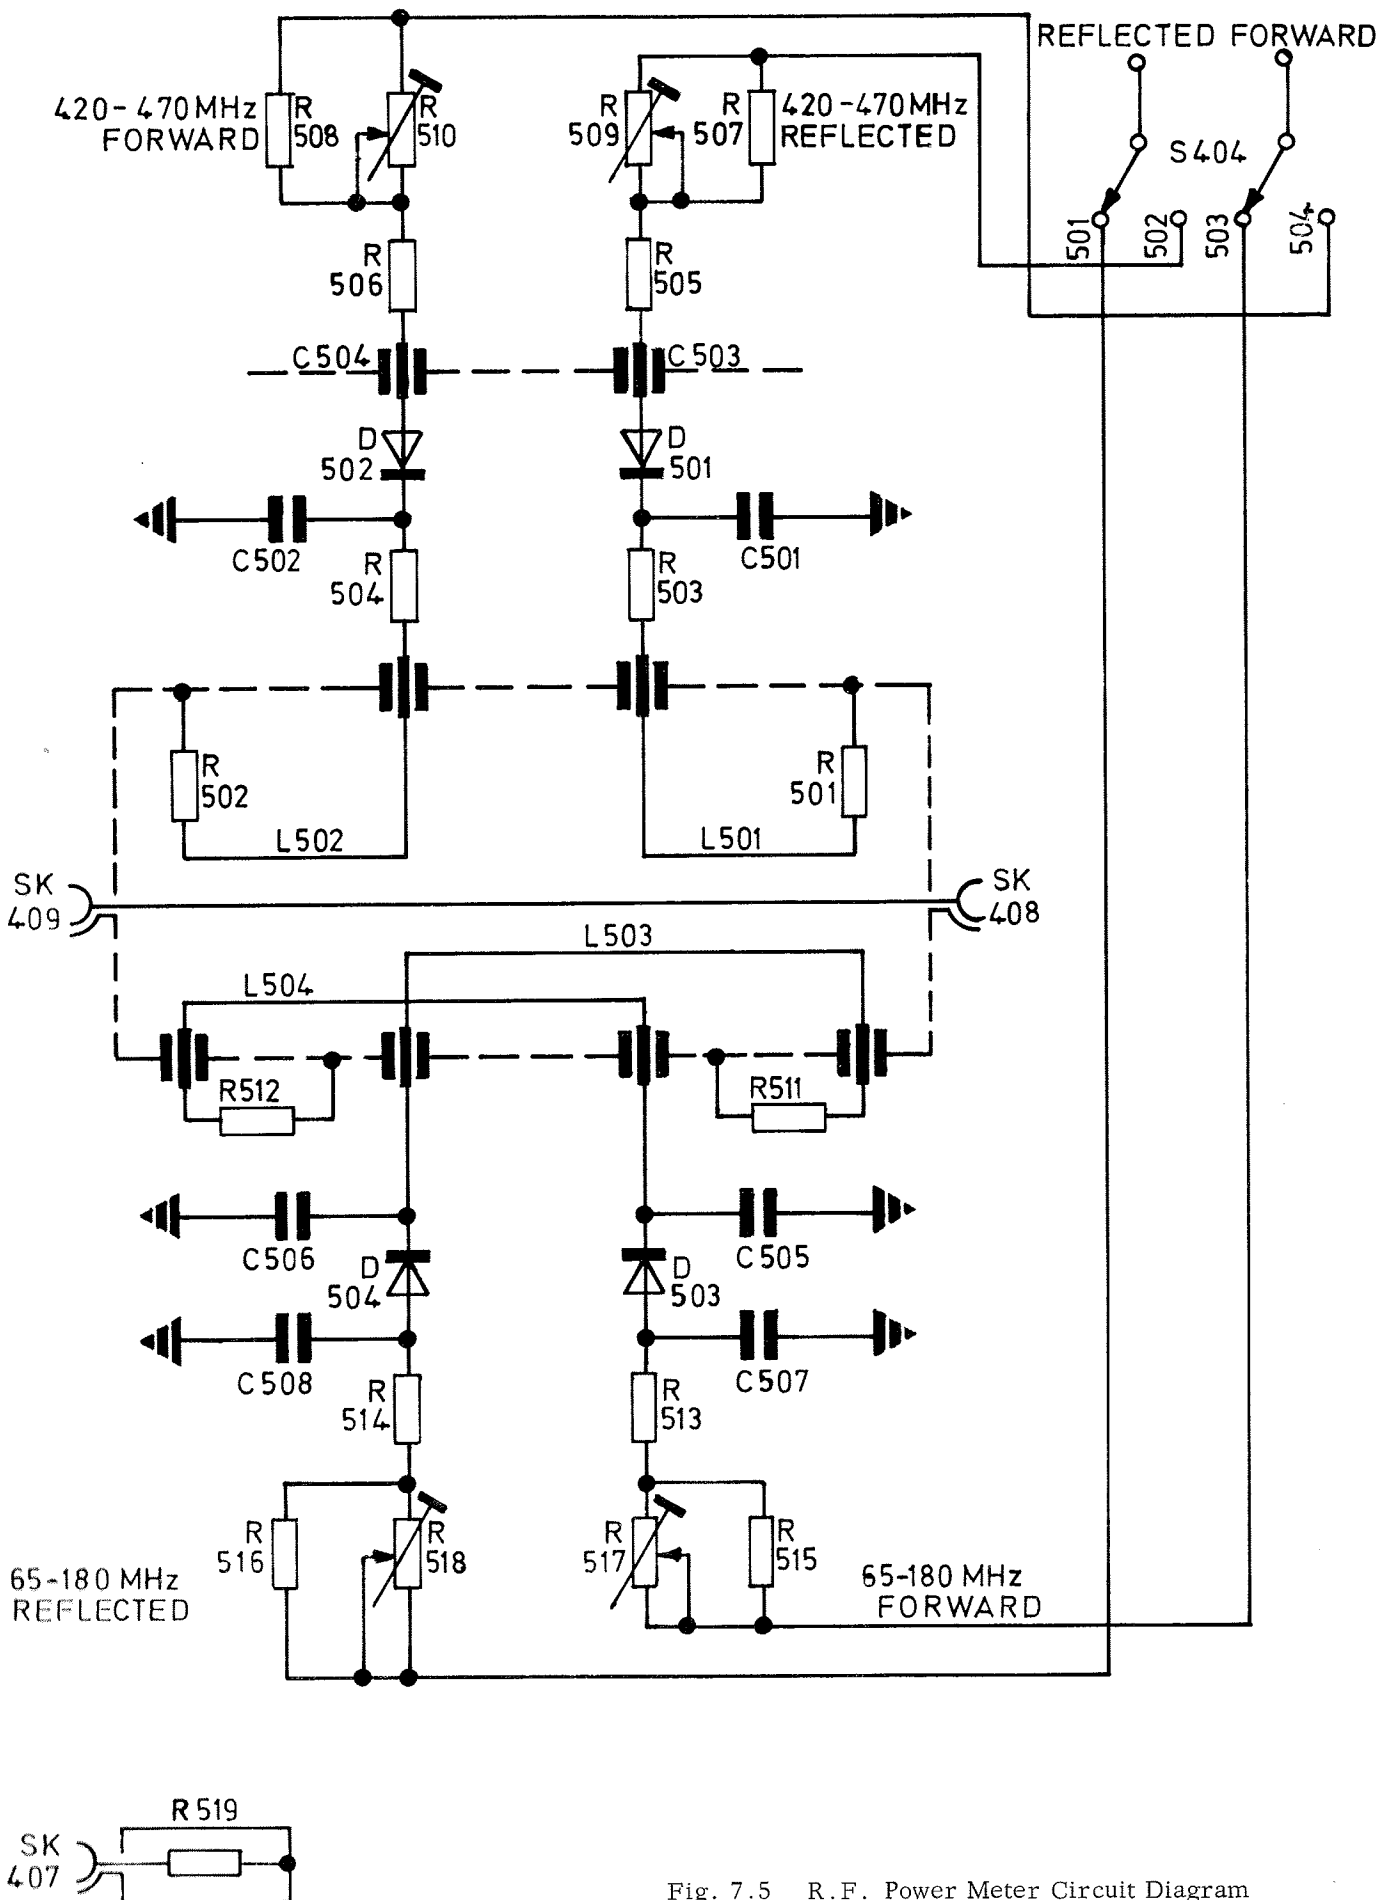 REFLECTED FORWARD
420-470MHz
FORWARD
R
508
R
510
R
509
R
507
420-470MHz
REFLECTED
S404
501
502
503
504
R
506
R
505
C504
C503
D
502
D
501
C502
C501
R
504
R
503
R
502
R
501
L502
L501
SK
409
SK
408
L503
L504
R512
R511
C506
C505
D
504
D
503
C508
C507
R
514
R
513
R
516
R
518
R
517
R
515
65-180 MHz
REFLECTED
65-180 MHz
FORWARD
R519
SK
407
Fig. 7.5 R.F. Power Meter Circuit Diagram